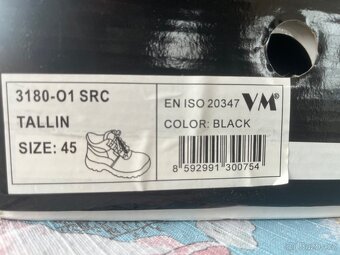 3180-O1 SRC
TALLIN
SIZE: 45
EN ISO 20347 VM®
COLOR: BLACK
8 592991 300754